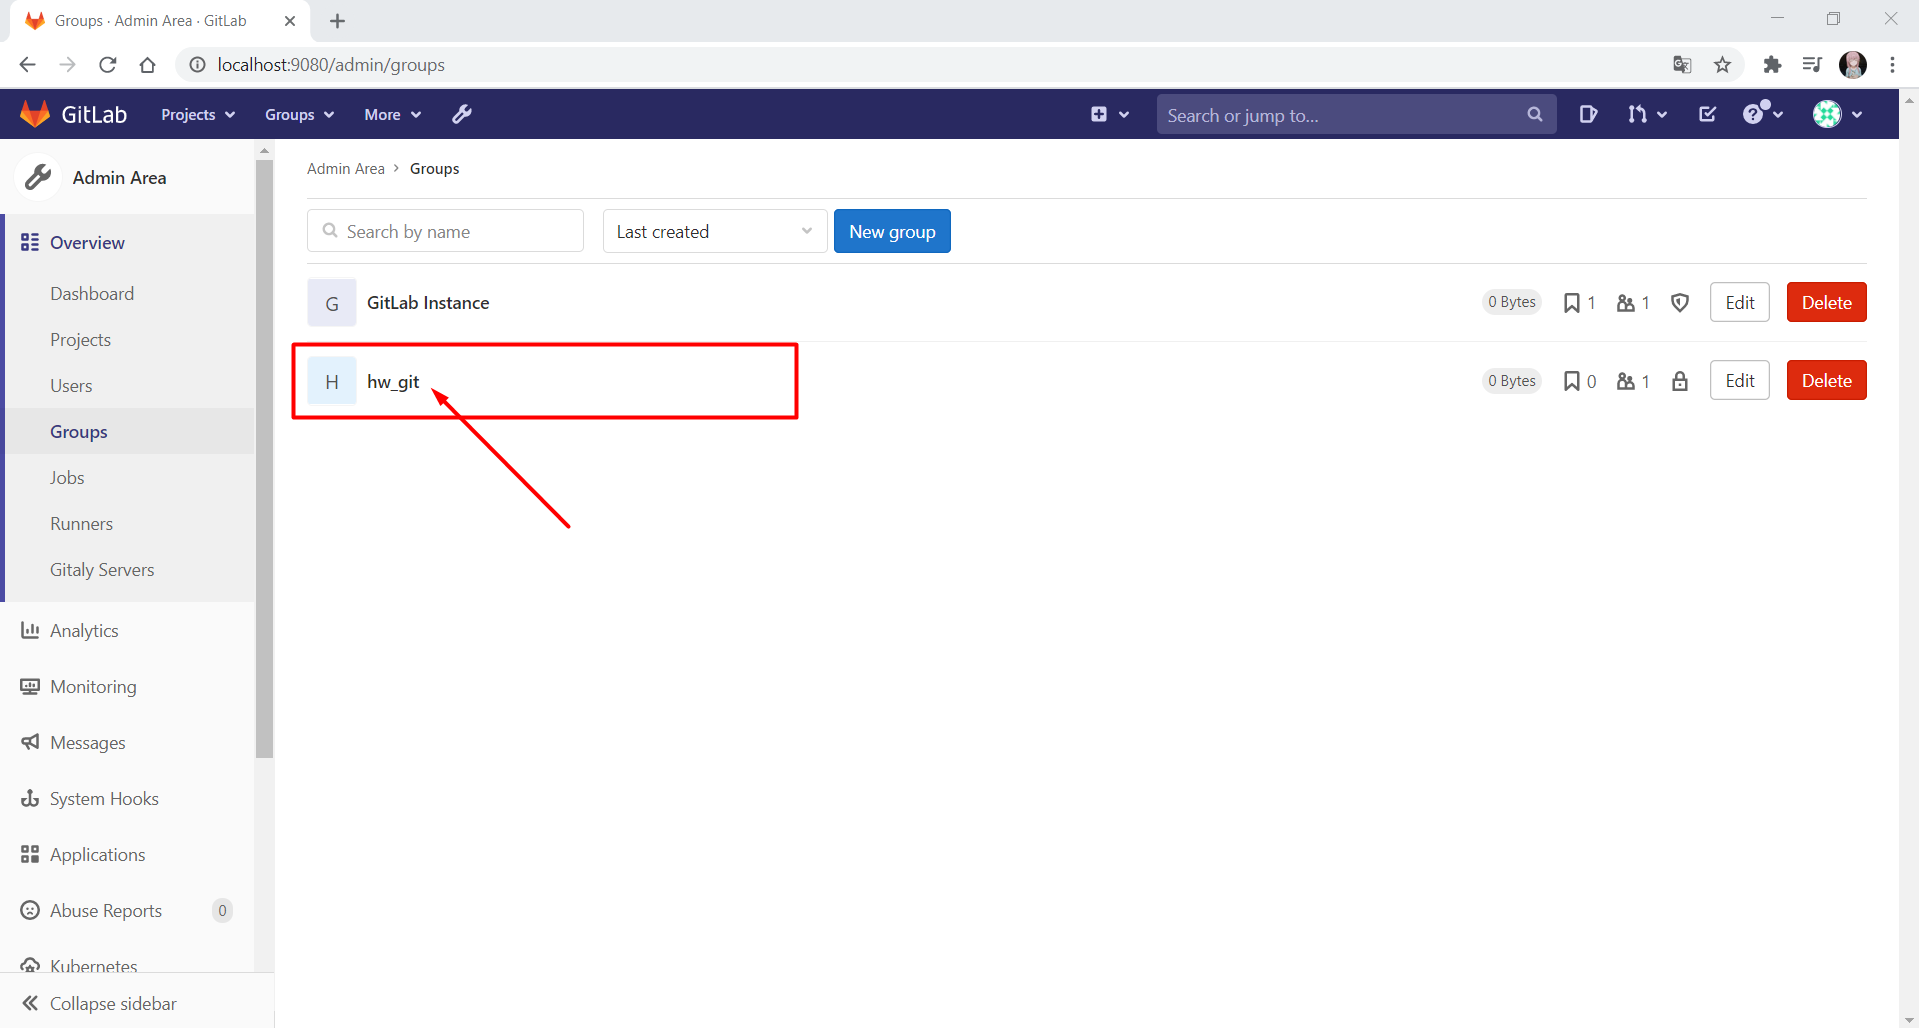 Groups · Admin Area · GitLab
localhost:9080/admin/groups
GitLab Projects Groups More Search or jump to...
Admin Area
Overview
Dashboard
Projects
Users
Groups
Jobs
Runners
Gitaly Servers
Analytics
Monitoring
Messages
System Hooks
Applications
Abuse Reports 0
Kubernetes
Collapse sidebar
Admin Area › Groups
Search by name Last created New group
G GitLab Instance 0 Bytes 1 1 Edit Delete
H hw_git 0 Bytes 0 1 Edit Delete